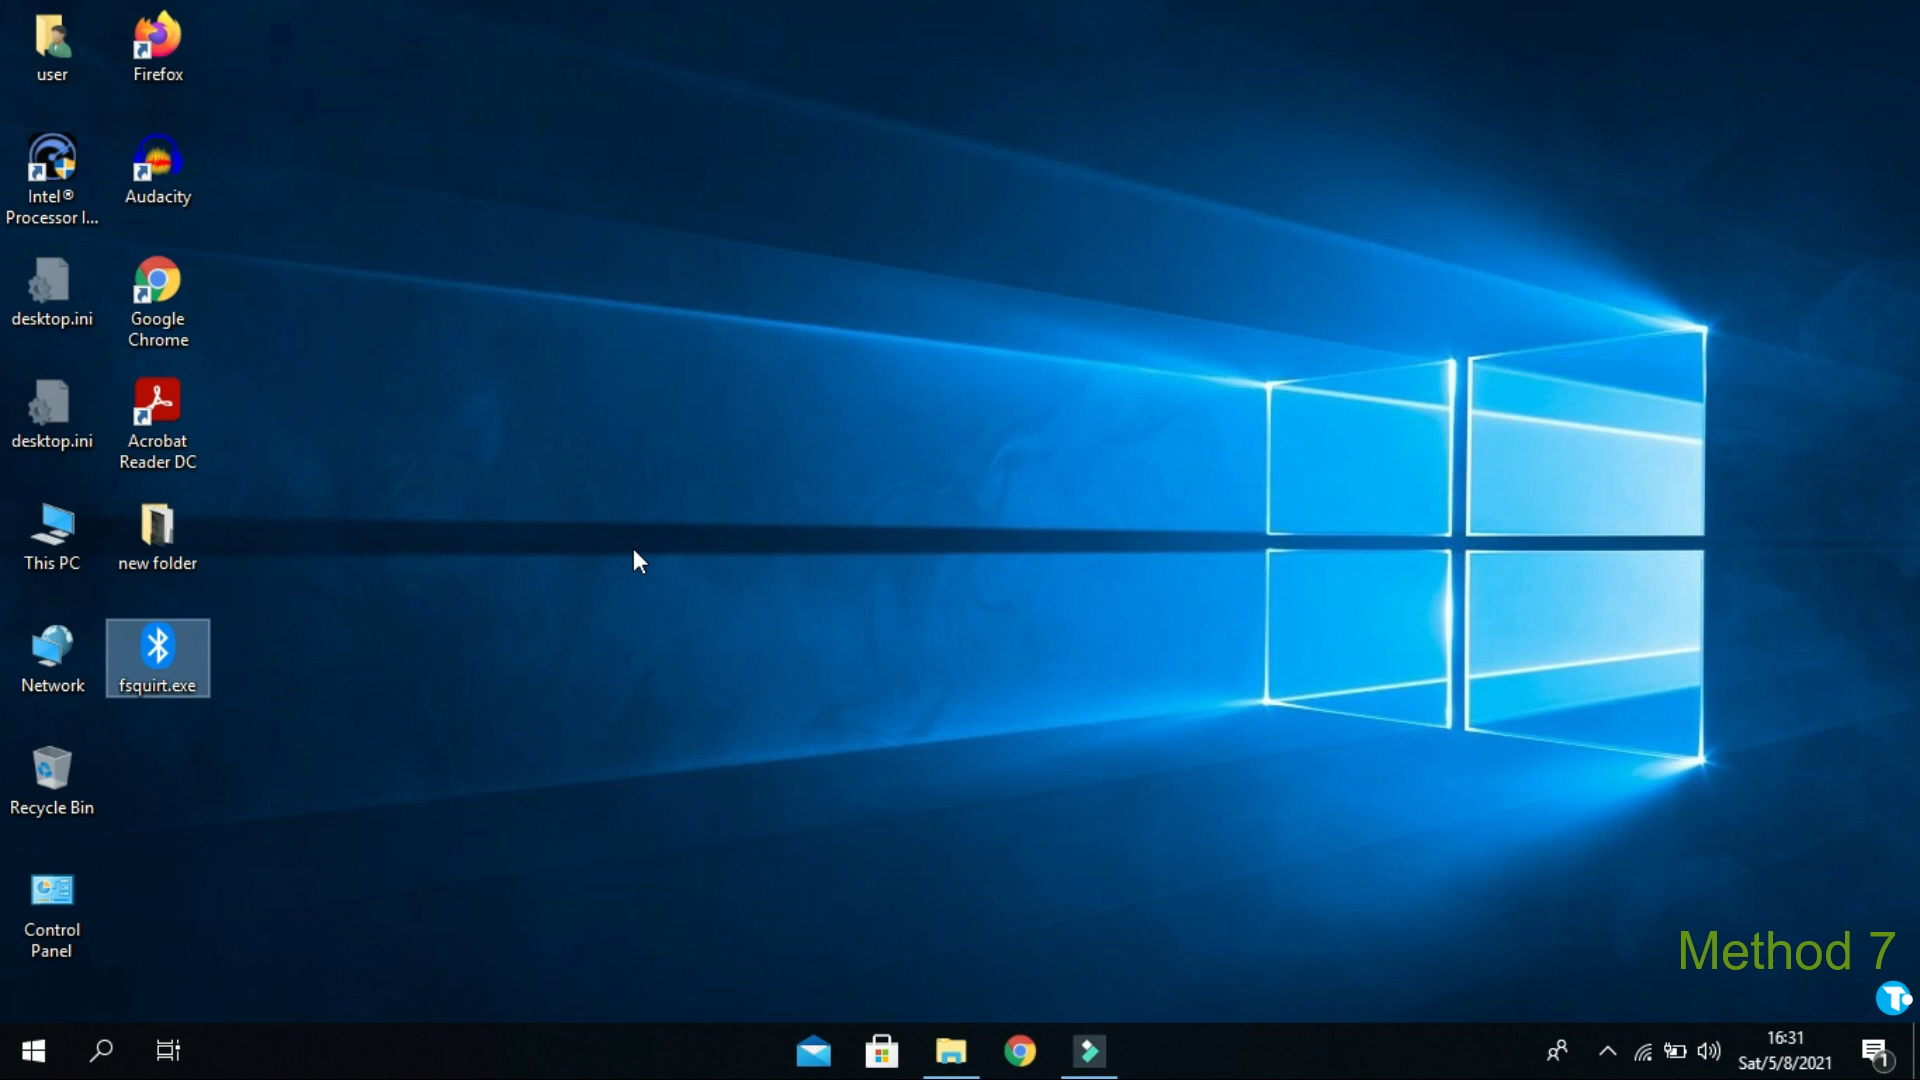 user
Firefox
Intel®
Processor I...
Audacity
desktop.ini
Google
Chrome
desktop.ini
Acrobat
Reader DC
This PC
new folder
Network
fsquirt.exe
Recycle Bin
Control
Panel
Method 7
16:31
Sat/5/8/2021
1